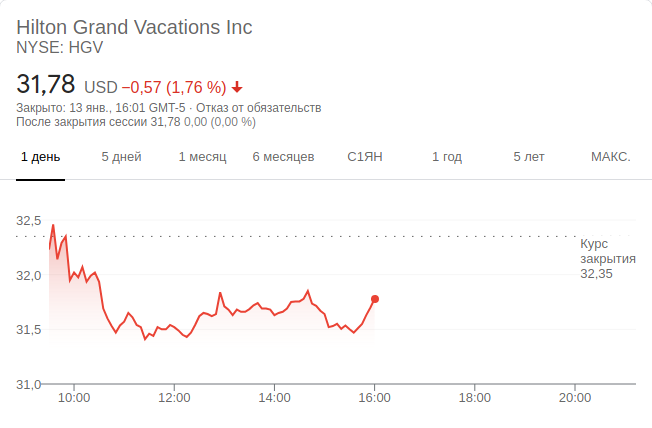 Hilton Grand Vacations Inc
NYSE: HGV
31,78 USD −0,57 (1,76 %)
Закрыто: 13 янв., 16:01 GMT-5 · Отказ от обязательств
После закрытия сессии 31,78 0,00 (0,00 %)
1 день 5 дней 1 месяц 6 месяцев С1ЯН 1 год 5 лет МАКС.
32,5
Курс
закрытия
32,35
32,0
31,5
31,0
10:00 12:00 14:00 16:00 18:00 20:00